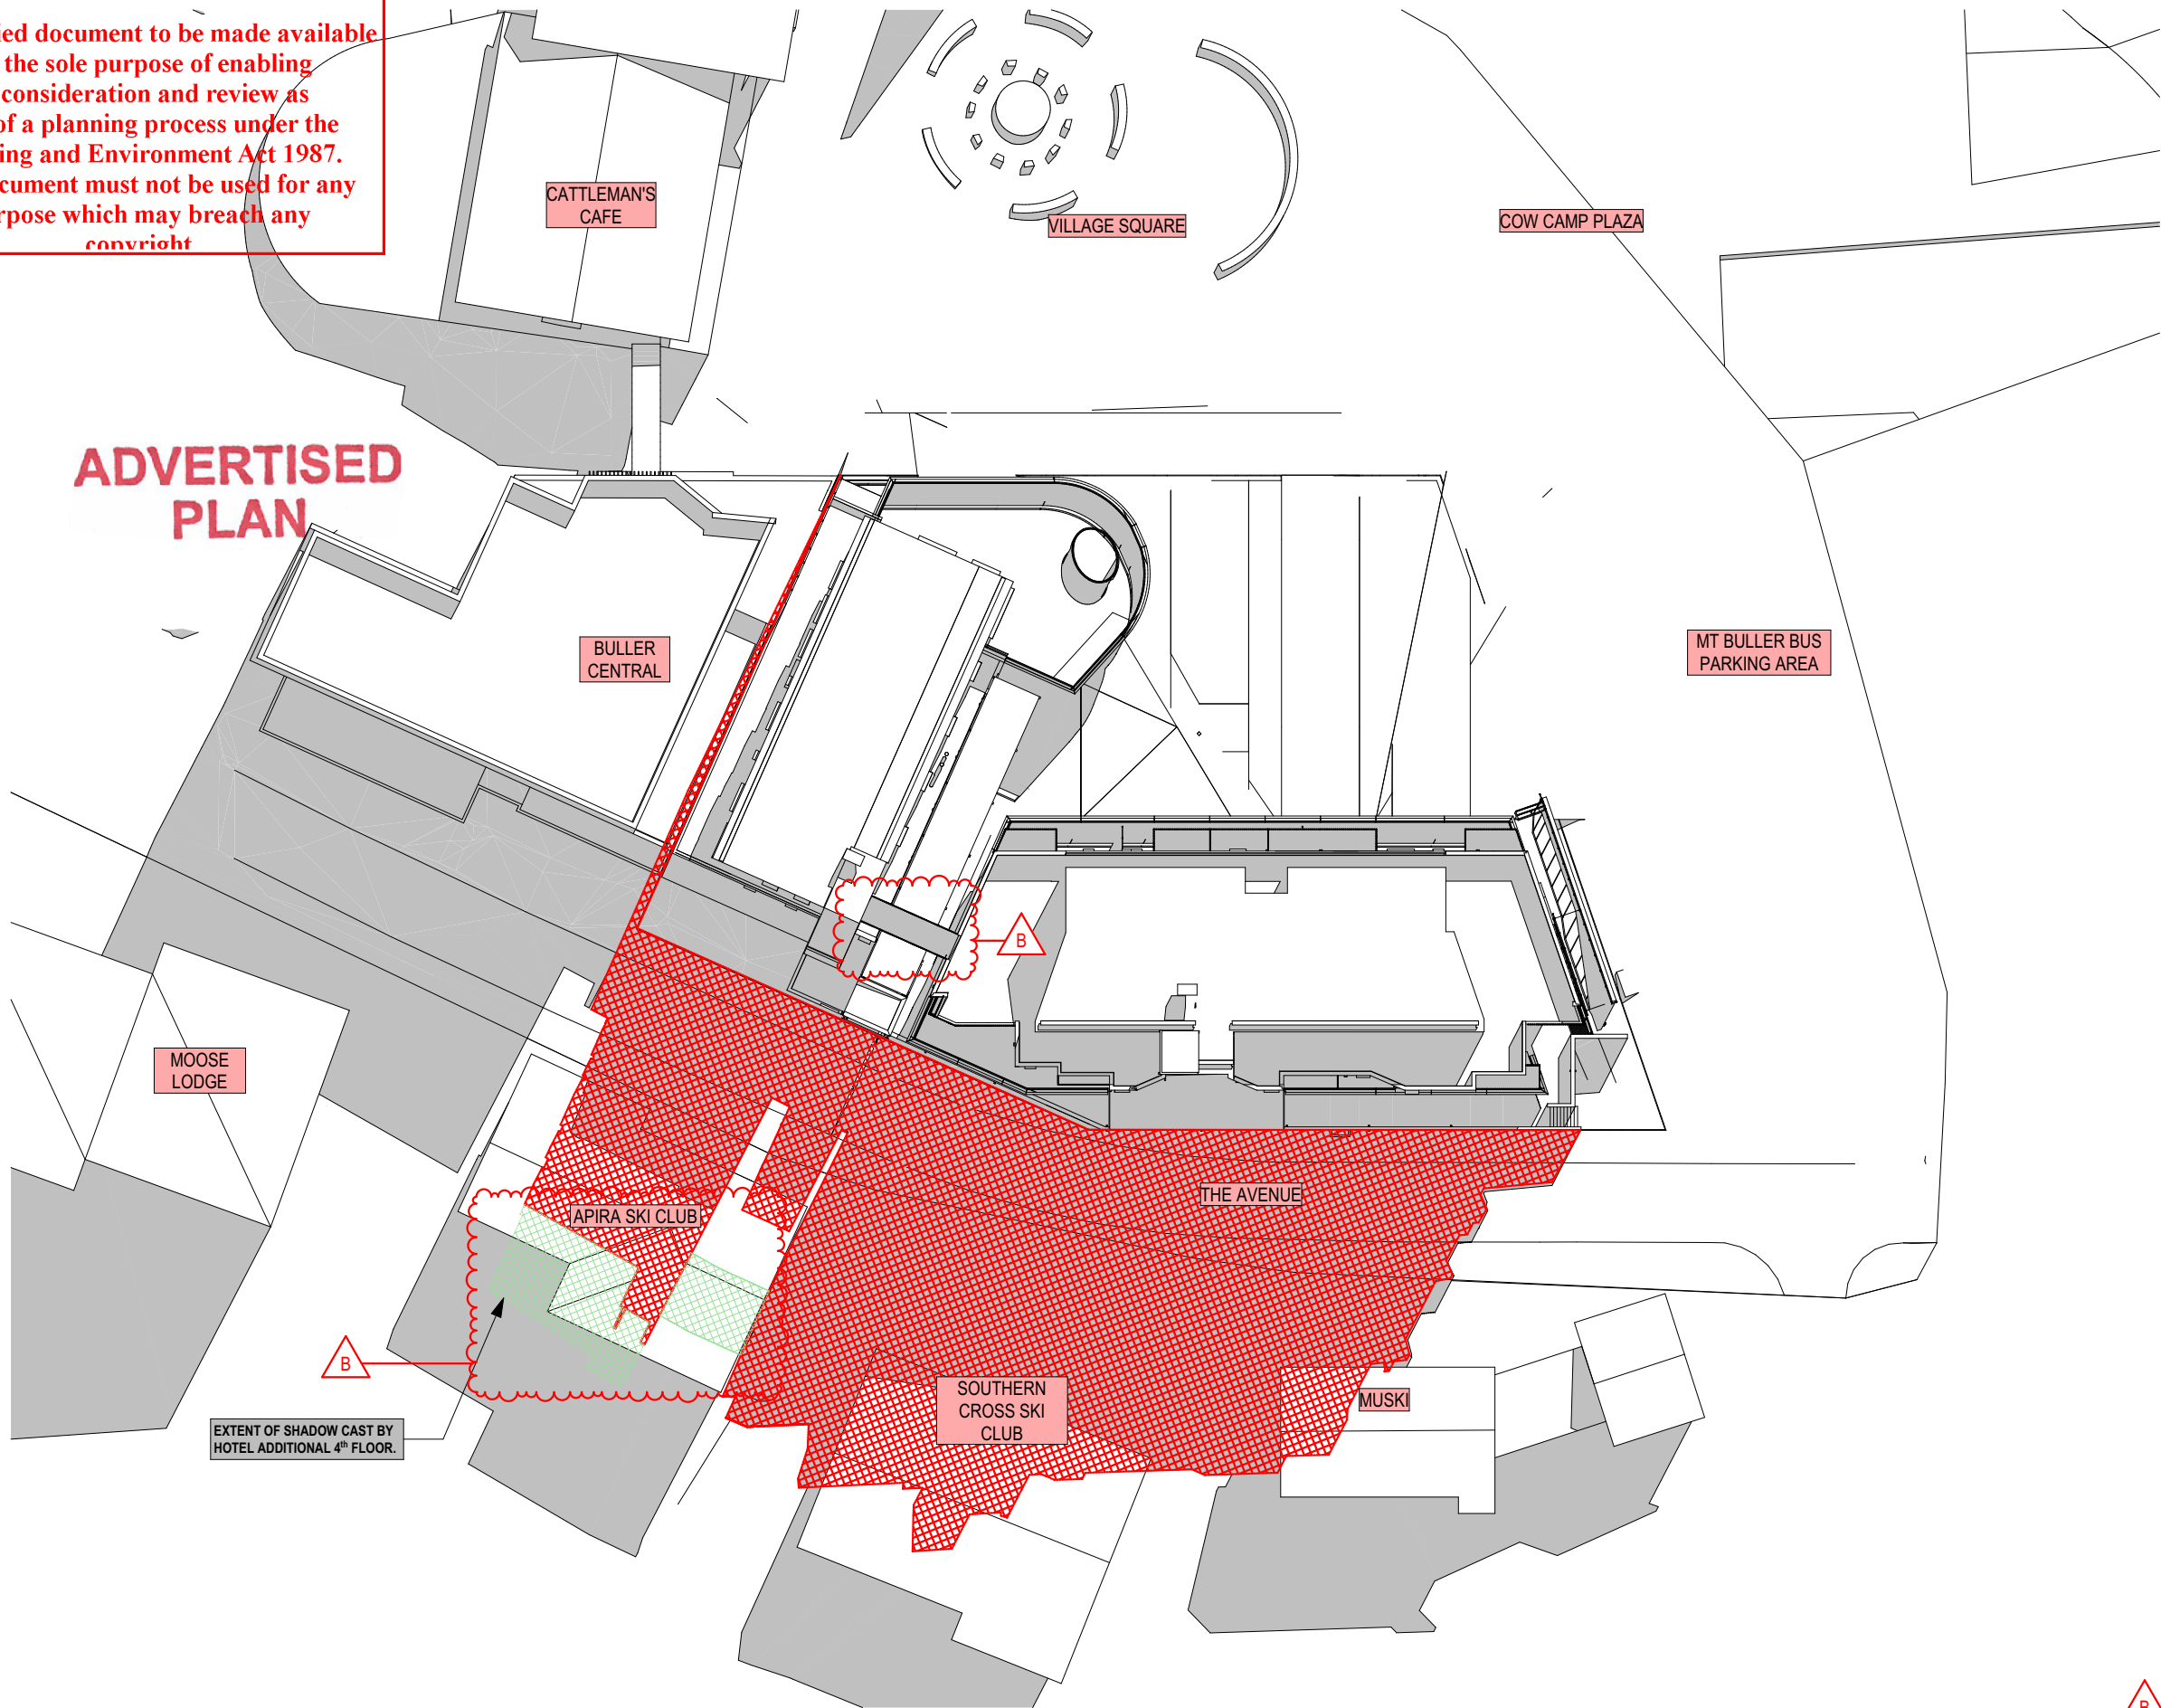 ied document to be made available
the sole purpose of enabling
consideration and review as
of a planning process under the
ing and Environment Act 1987.
cument must not be used for any
rpose which may breach any
copyright
CATTLEMAN'S
CAFE
VILLAGE SQUARE
COW CAMP PLAZA
ADVERTISED
PLAN
BULLER
CENTRAL
MT BULLER BUS
PARKING AREA
B
MOOSE
LODGE
THE AVENUE
APIRA SKI CLUB
B
SOUTHERN
CROSS SKI
CLUB
MUSKI
EXTENT OF SHADOW CAST BY
HOTEL ADDITIONAL 4th FLOOR.
B